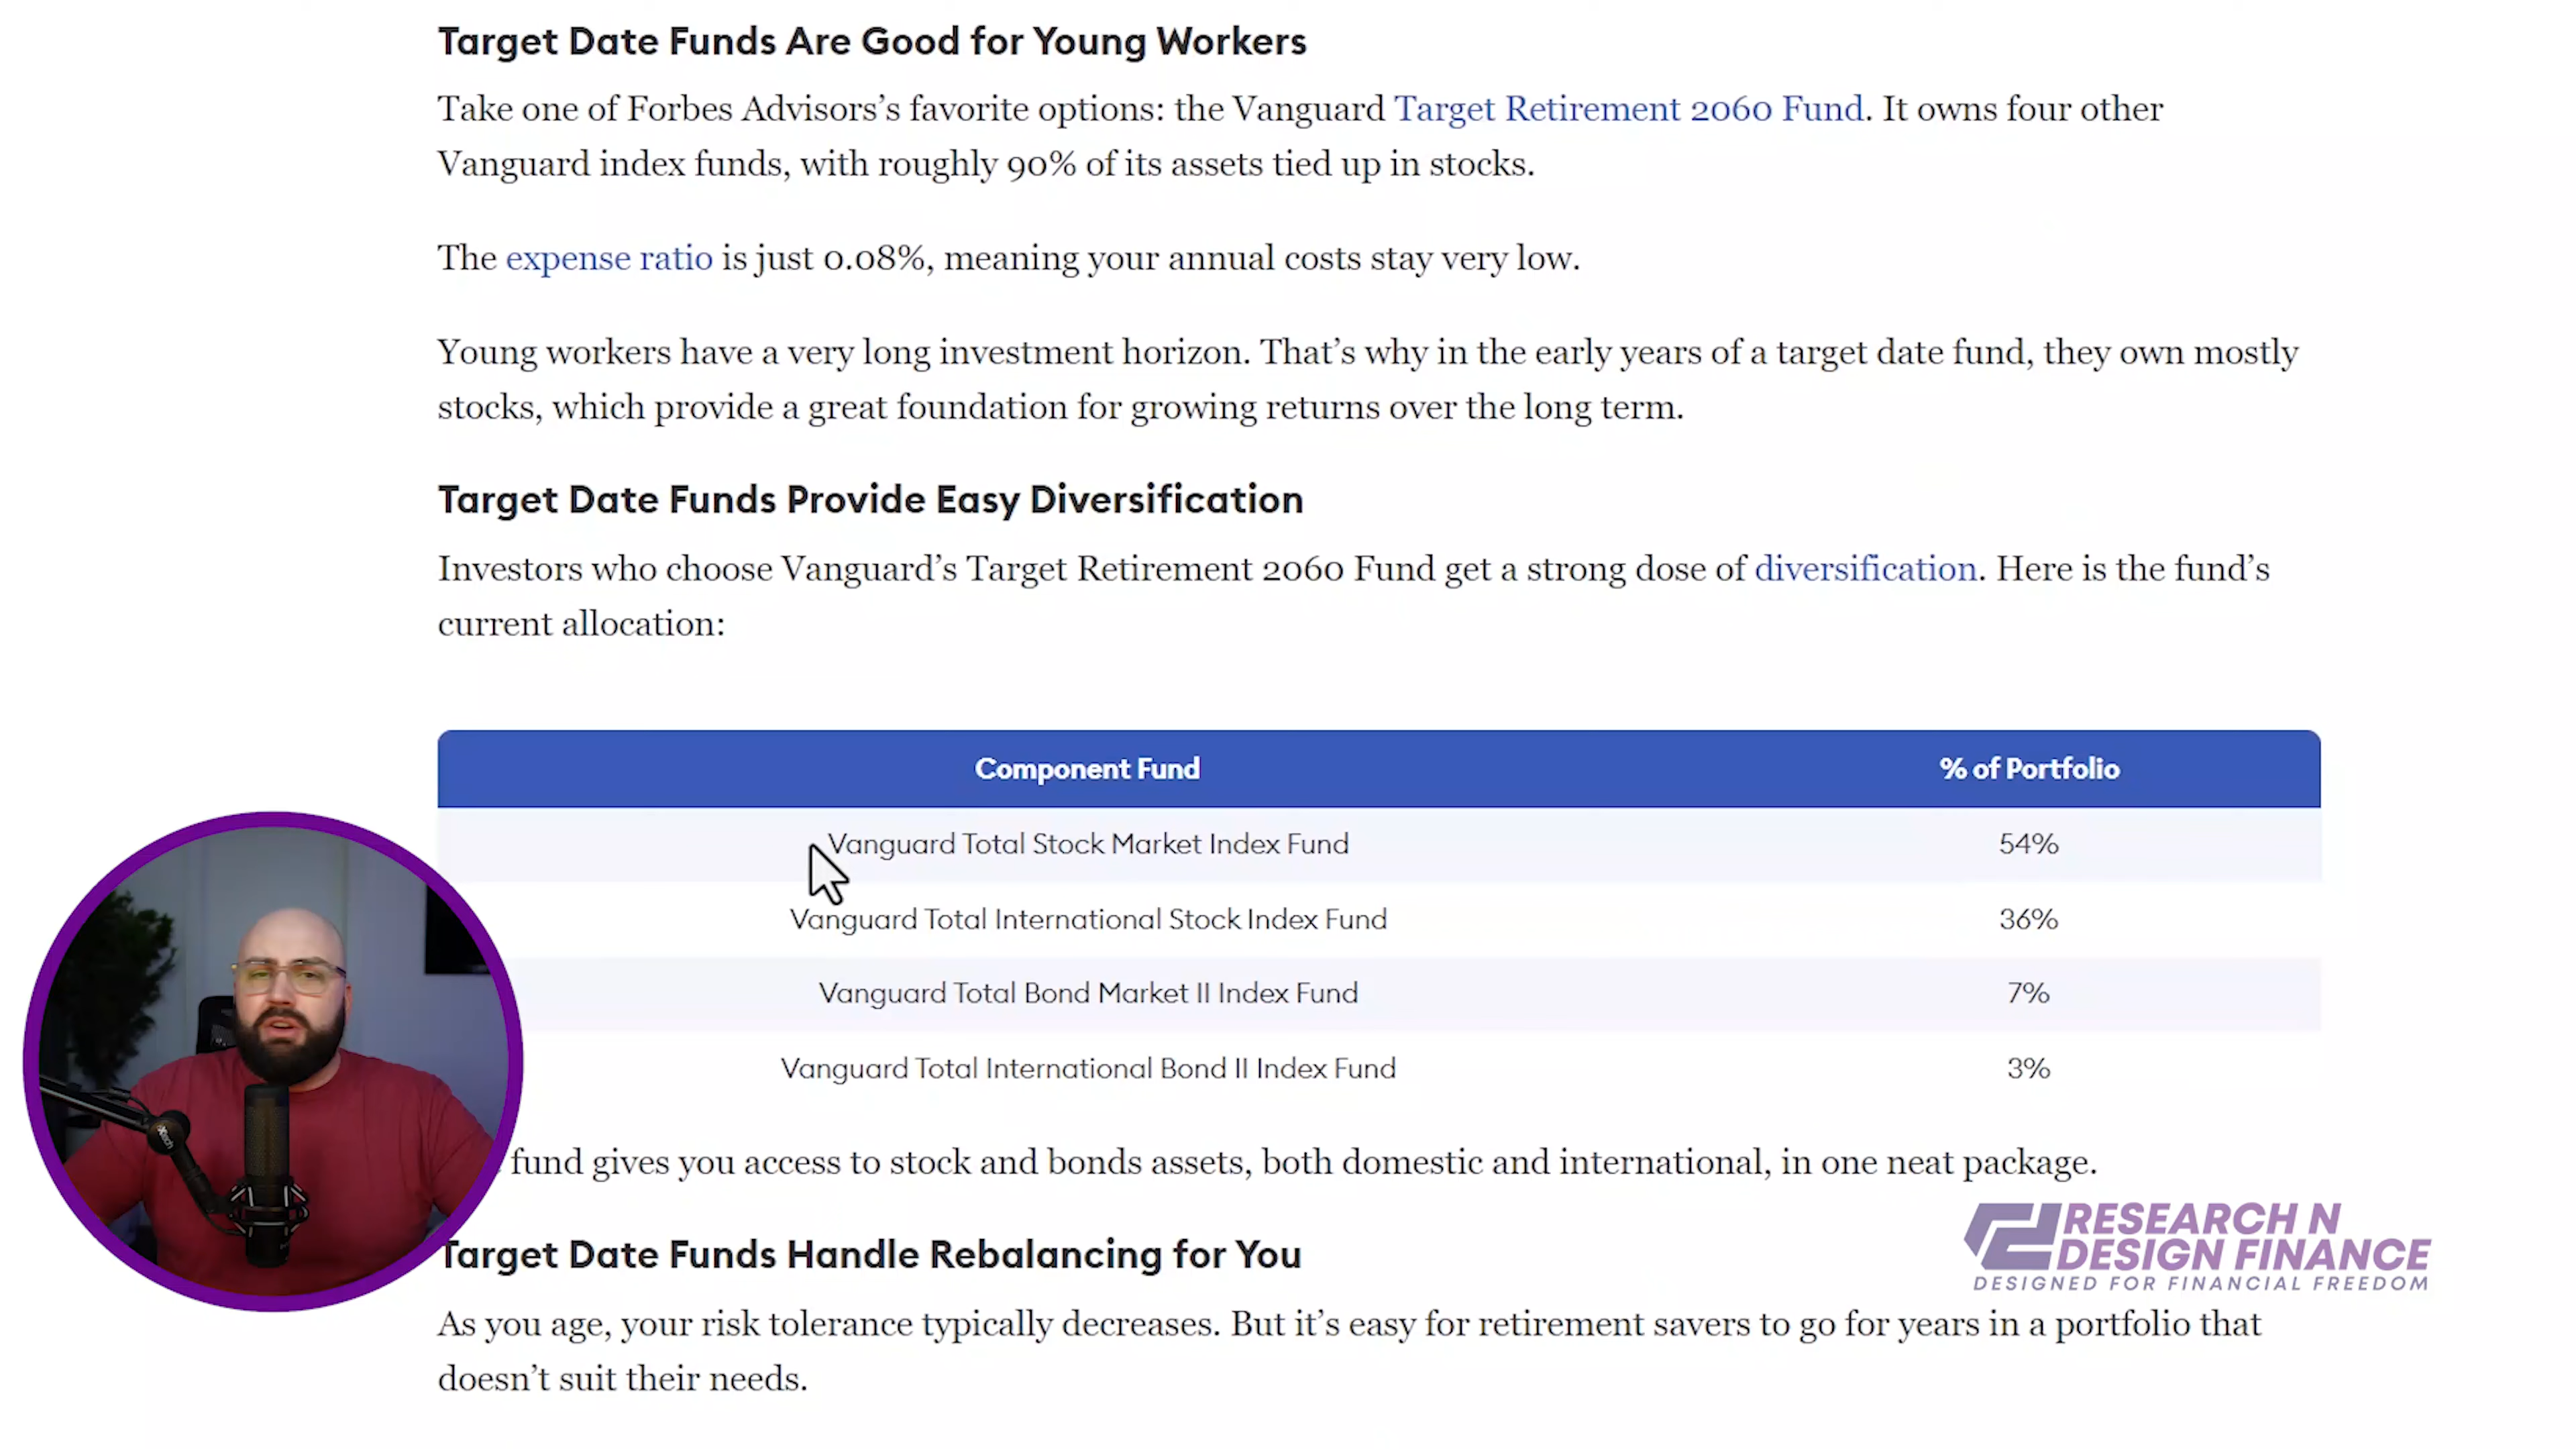 Target Date Funds Are Good for Young Workers
Take one of Forbes Advisors’s favorite options: the Vanguard Target Retirement 2060 Fund. It owns four other
Vanguard index funds, with roughly 90% of its assets tied up in stocks.
The expense ratio is just 0.08%, meaning your annual costs stay very low.
Young workers have a very long investment horizon. That’s why in the early years of a target date fund, they own mostly
stocks, which provide a great foundation for growing returns over the long term.
Target Date Funds Provide Easy Diversification
Investors who choose Vanguard’s Target Retirement 2060 Fund get a strong dose of diversification. Here is the fund’s
current allocation:
Component Fund % of Portfolio
Vanguard Total Stock Market Index Fund 54%
Vanguard Total International Stock Index Fund 36%
Vanguard Total Bond Market II Index Fund 7%
Vanguard Total International Bond II Index Fund 3%
fund gives you access to stock and bonds assets, both domestic and international, in one neat package.
Target Date Funds Handle Rebalancing for You
As you age, your risk tolerance typically decreases. But it’s easy for retirement savers to go for years in a portfolio that
doesn’t suit their needs.
RESEARCH N
DESIGN FINANCE
DESIGNED FOR FINANCIAL FREEDOM